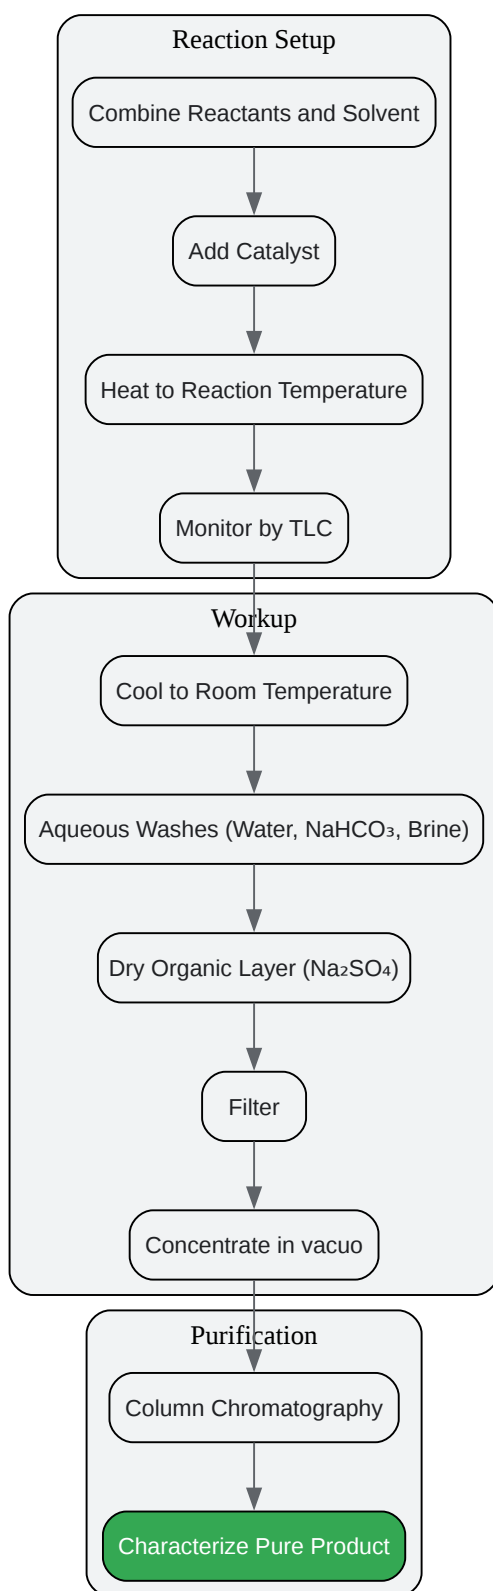 Reaction Setup
Combine Reactants and Solvent
Add Catalyst
Heat to Reaction Temperature
Monitor by TLC
Workup
Cool to Room Temperature
Aqueous Washes (Water, NaHCO₃, Brine)
Dry Organic Layer (Na₂SO₄)
Filter
Concentrate in vacuo
Purification
Column Chromatography
Characterize Pure Product